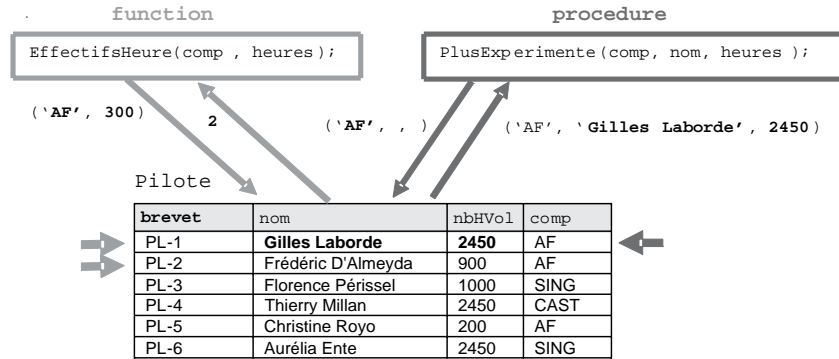 function procedure
EffectifsHeure(comp , heures); PlusExperimente(comp, nom, heures );
('AF', 300) 2 ('AF', , ) ('AF', 'Gilles Laborde', 2450)
Pilote
brevet nom nbHVol comp
PL-1 Gilles Laborde 2450 AF
PL-2 Frédéric D'Almeyda 900 AF
PL-3 Florence Périssel 1000 SING
PL-4 Thierry Millan 2450 CAST
PL-5 Christine Royo 200 AF
PL-6 Aurélia Ente 2450 SING